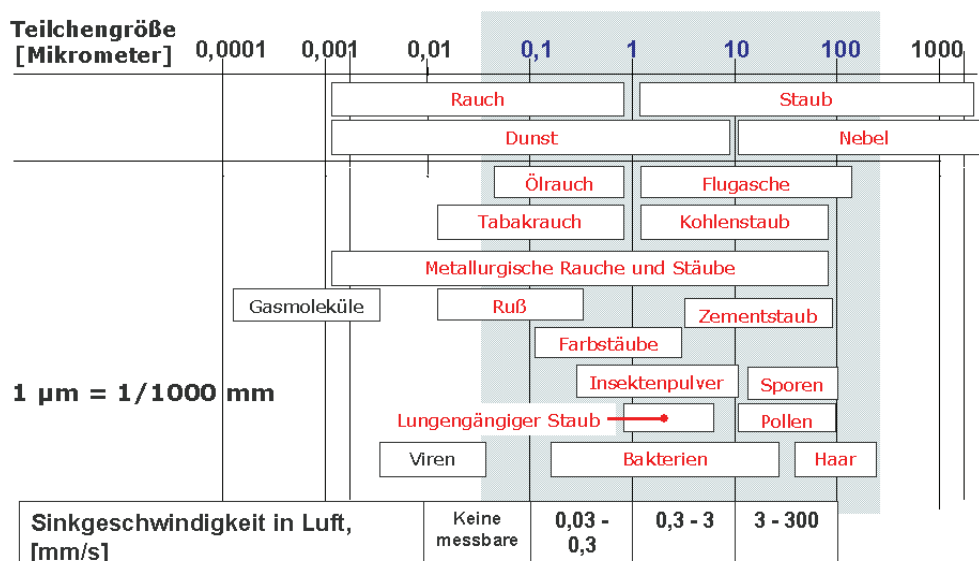 Teilchengröße
[Mikrometer]
0,0001 0,001 0,01 0,1 1 10 100 1000
Rauch Staub
Dunst Nebel
Ölrauch Flugasche
Tabakrauch Kohlenstaub
Metallurgische Rauche und Stäube
Gasmoleküle Ruß Zementstaub
Farbstäube
1 µm = 1/1000 mm
Insektenpulver Sporen
Lungengängiger Staub Pollen
Viren Bakterien Haar
Sinkgeschwindigkeit in Luft,
[mm/s]
Keine
messbare
0,03 -
0,3
0,3 - 3
3 - 300